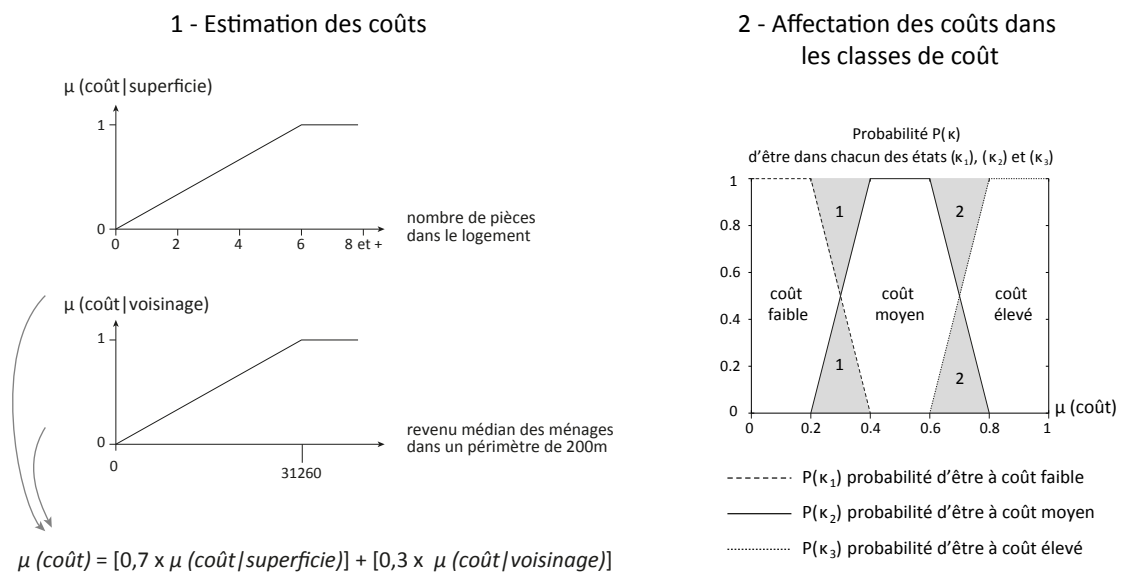 1 - Estimation des coûts
μ (coût|superficie)
1
0
0
2
4
6
8 et +
nombre de pièces
dans le logement
μ (coût|voisinage)
1
0
0
31260
revenu médian des ménages
dans un périmètre de 200m
μ (coût) = [0,7 x μ (coût|superficie)] + [0,3 x μ (coût|voisinage)]
2 - Affectation des coûts dans
les classes de coût
Probabilité P(κ)
d'être dans chacun des états (κ₁), (κ₂) et (κ₃)
1
0.8
0.6
0.4
0.2
0
1
2
coût
faible
coût
moyen
coût
élevé
1
2
0
0.2
0.4
0.6
0.8
1
μ (coût)
P(κ₁) probabilité d'être à coût faible
P(κ₂) probabilité d'être à coût moyen
P(κ₃) probabilité d'être à coût élevé